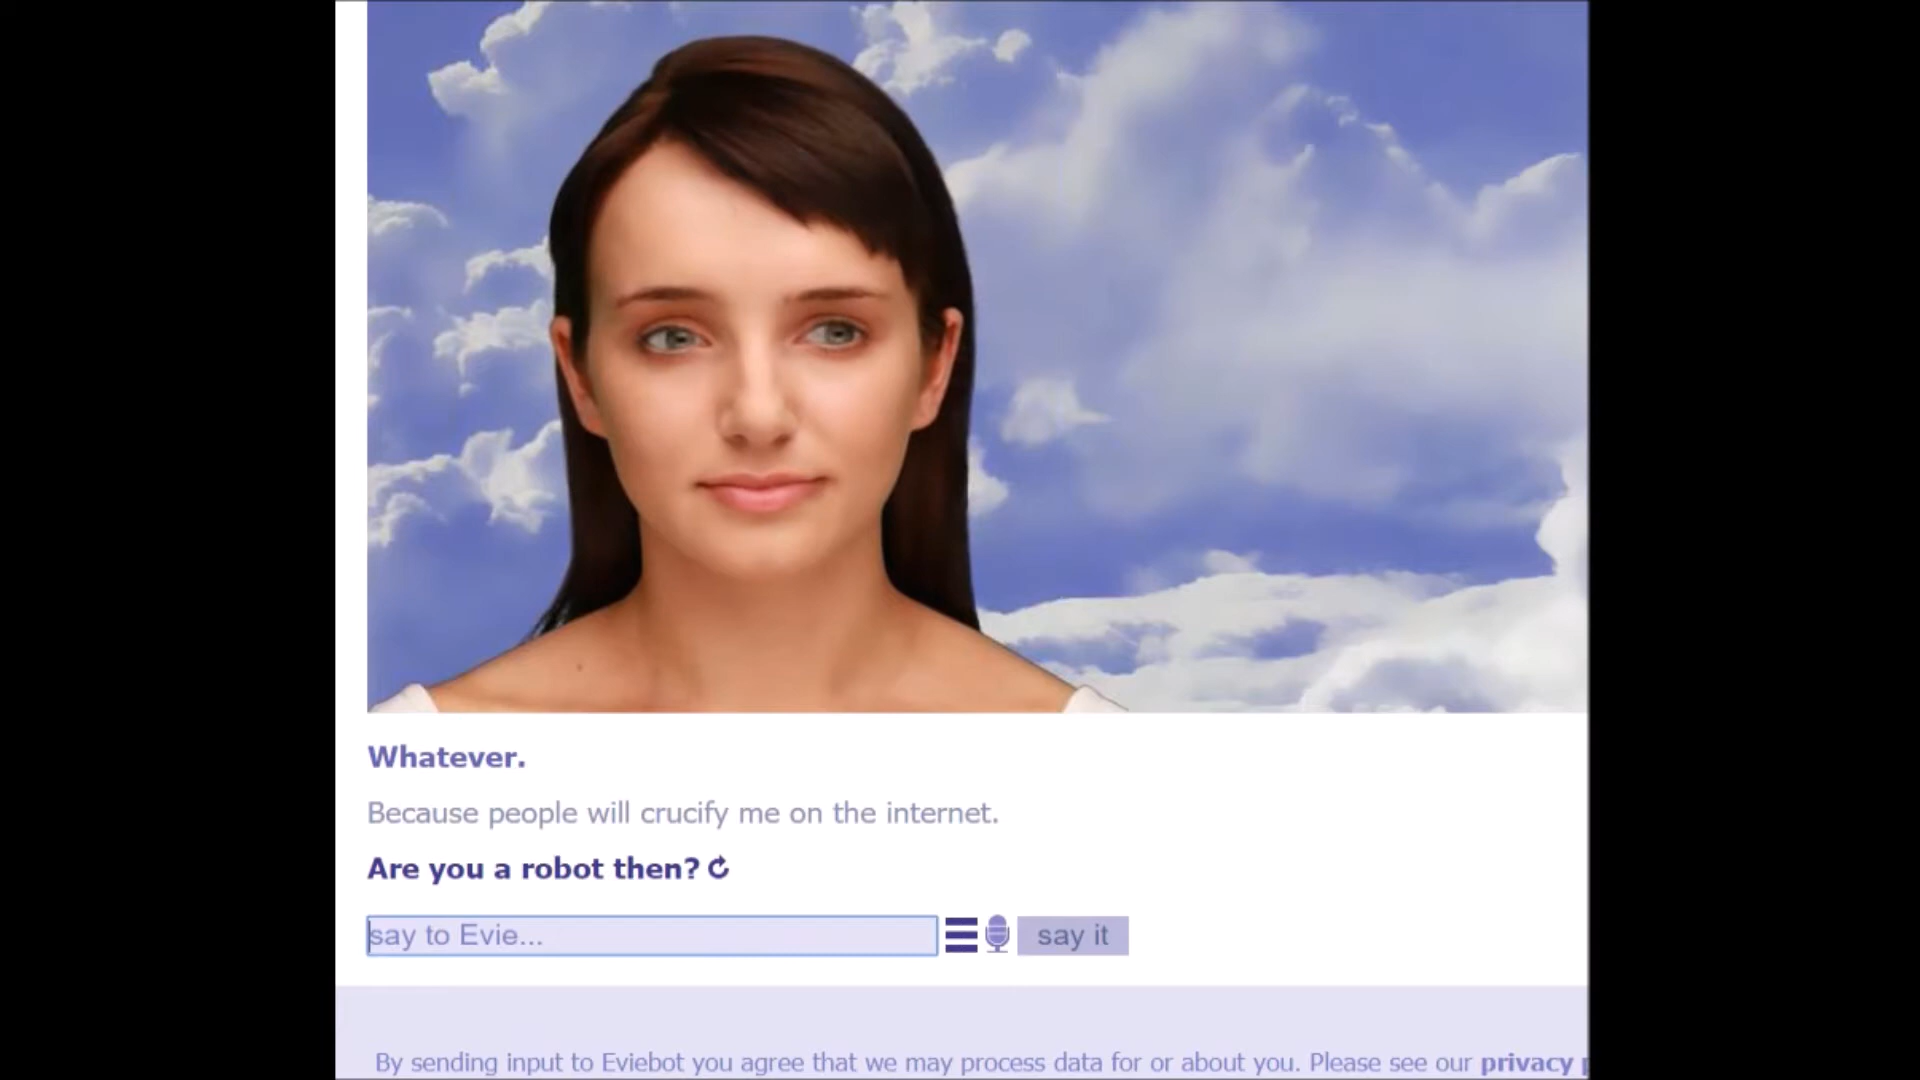 Whatever.
Because people will crucify me on the internet.
Are you a robot then?
say to Evie...
say it
By sending input to Eviebot you agree that we may process data for or about you. Please see our privacy